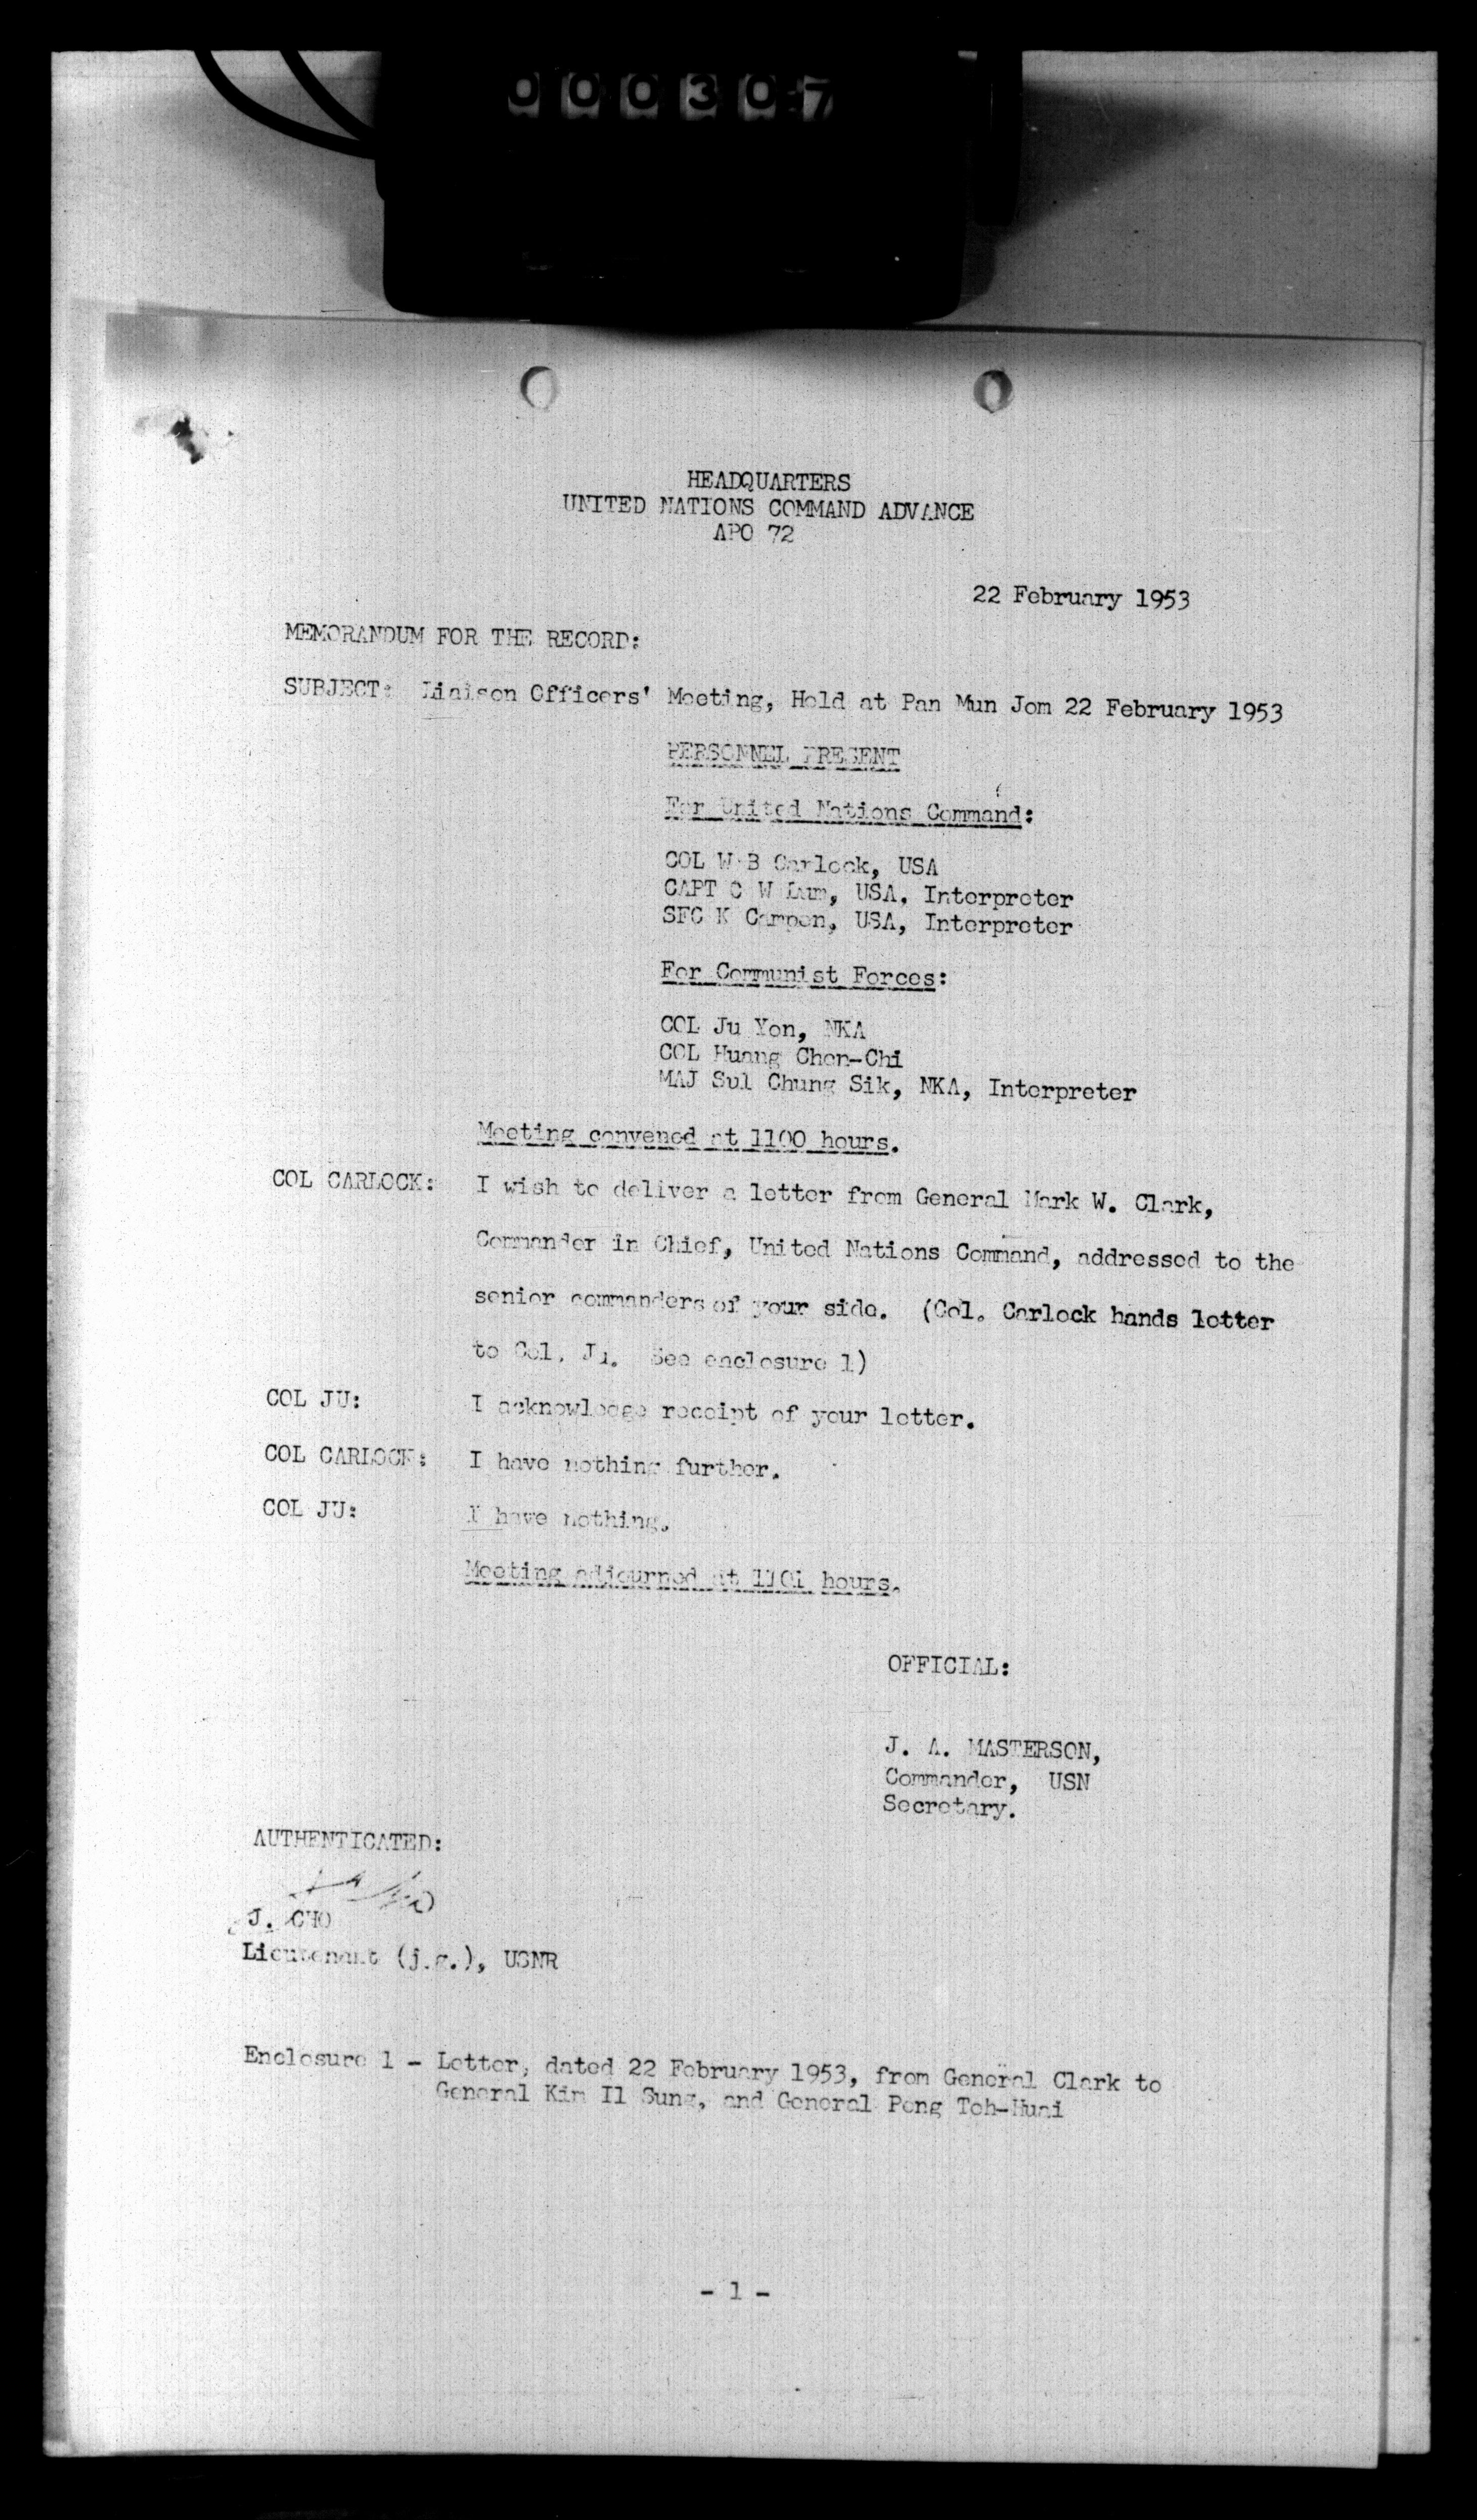 000307
HEADQUARTERS
UNITED NATIONS COMMAND ADVANCE
APO 72
22 February 1953
MEMORANDUM FOR THE RECORD:
SUBJECT: Liaison Officers' Meeting, Held at Pan Mun Jom 22 February 1953
PERSONNEL PRESENT
For United Nations Command:
COL W B Carlock, USA
CAPT C W Lum, USA, Interpreter
SFC K Campen, USA, Interpreter
For Communist Forces:
COL Ju Yon, NKA
COL Huang Chen-Chi
MAJ Sul Chung Sik, NKA, Interpreter
Meeting convened at 1100 hours.
COL CARLOCK: I wish to deliver a letter from General Mark W. Clark,
Commander in Chief, United Nations Command, addressed to the
senior commanders of your side. (Col. Carlock hands letter
to Col. Ju. See enclosure 1)
COL JU: I acknowledge receipt of your letter.
COL CARLOCK: I have nothing further.
COL JU: I have nothing.
Meeting adjourned at 1101 hours.
OFFICIAL:
J. A. MASTERSON,
Commander, USN
Secretary.
AUTHENTICATED:
J. CHO
Lieutenant (j.g.), USNR
Enclosure 1 - Letter, dated 22 February 1953, from General Clark to
General Kim Il Sung, and General Peng Teh-Huai
- 1 -